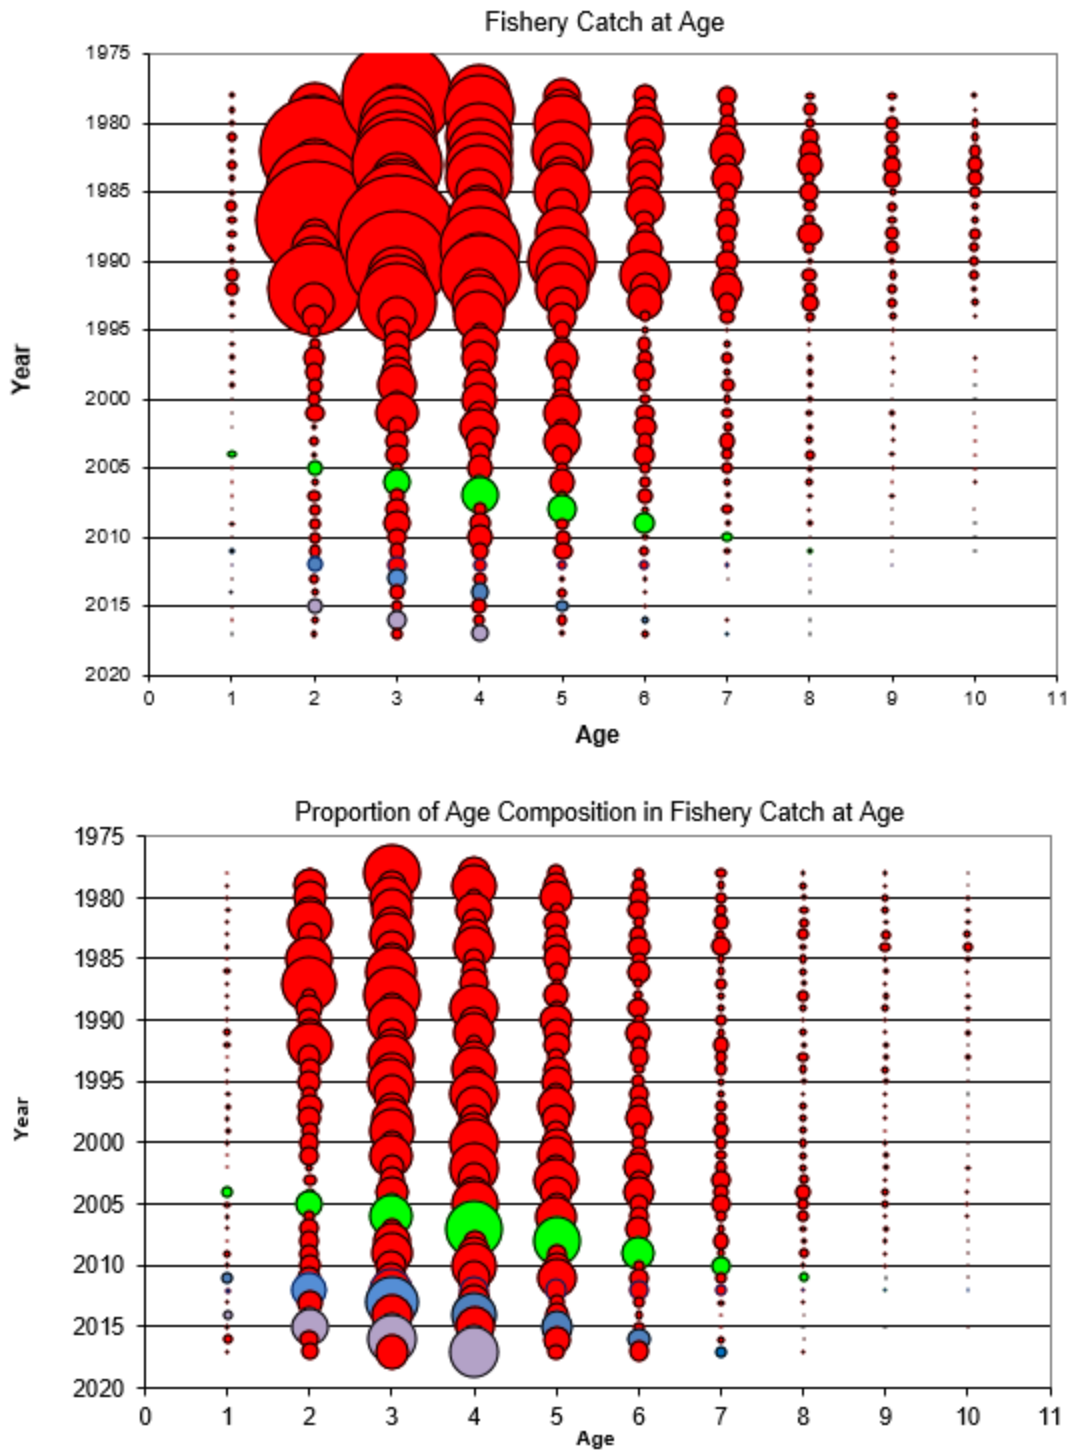 Fishery Catch at Age
1975
1980
1985
1990
1995
2000
2005
2010
2015
2020
Year
0 1 2 3 4 5 6 7 8 9 10 11
Age
Proportion of Age Composition in Fishery Catch at Age
1975
1980
1985
1990
1995
2000
2005
2010
2015
2020
Year
0 1 2 3 4 5 6 7 8 9 10 11
Age